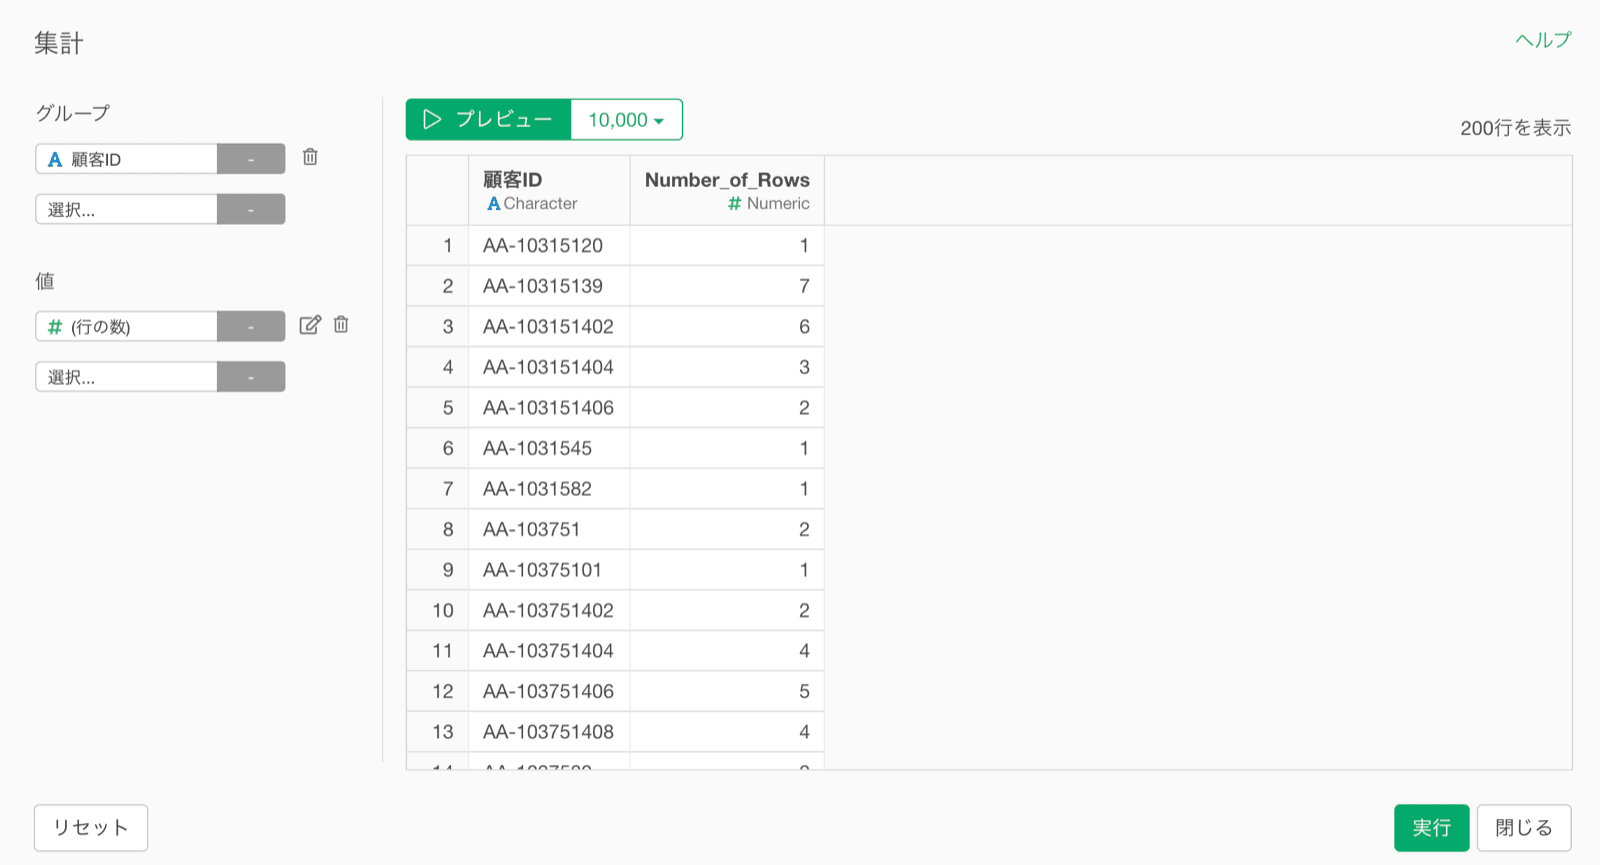 集計
ヘルプ
グループ
A 顧客ID -
選択... -
値
# (行の数) -
選択... -
プレビュー 10,000
200行を表示
顧客ID Number_of_Rows
A Character # Numeric
1 AA-10315120 1
2 AA-10315139 7
3 AA-103151402 6
4 AA-103151404 3
5 AA-103151406 2
6 AA-1031545 1
7 AA-1031582 1
8 AA-103751 2
9 AA-10375101 1
10 AA-103751402 2
11 AA-103751404 4
12 AA-103751406 5
13 AA-103751408 4
リセット
実行 閉じる